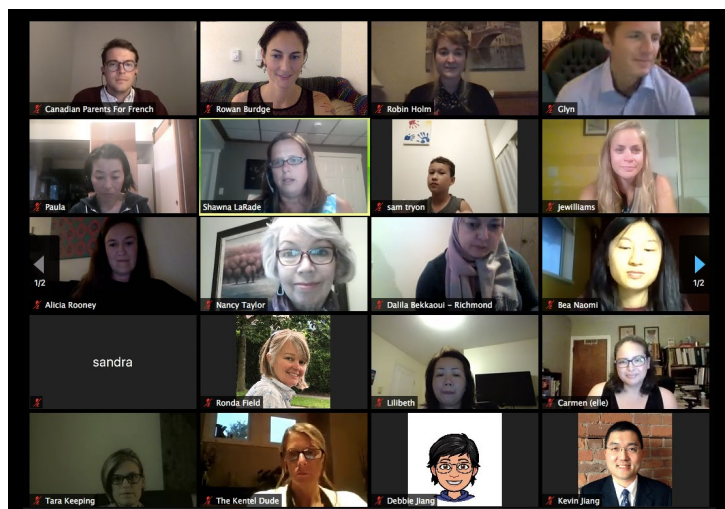 Canadian Parents For French
Rowan Burdge
Robin Holm
Glyn
Paula
Shawna LaRade
sam tryon
jewilliams
1/2
Alicia Rooney
Nancy Taylor
Dalila Bekkaoui - Richmond
Bea Naomi
1/2
sandra
Ronda Field
Lilibeth
Carmen (elle)
Tara Keeping
The Kentel Dude
Debbie Jiang
Kevin Jiang